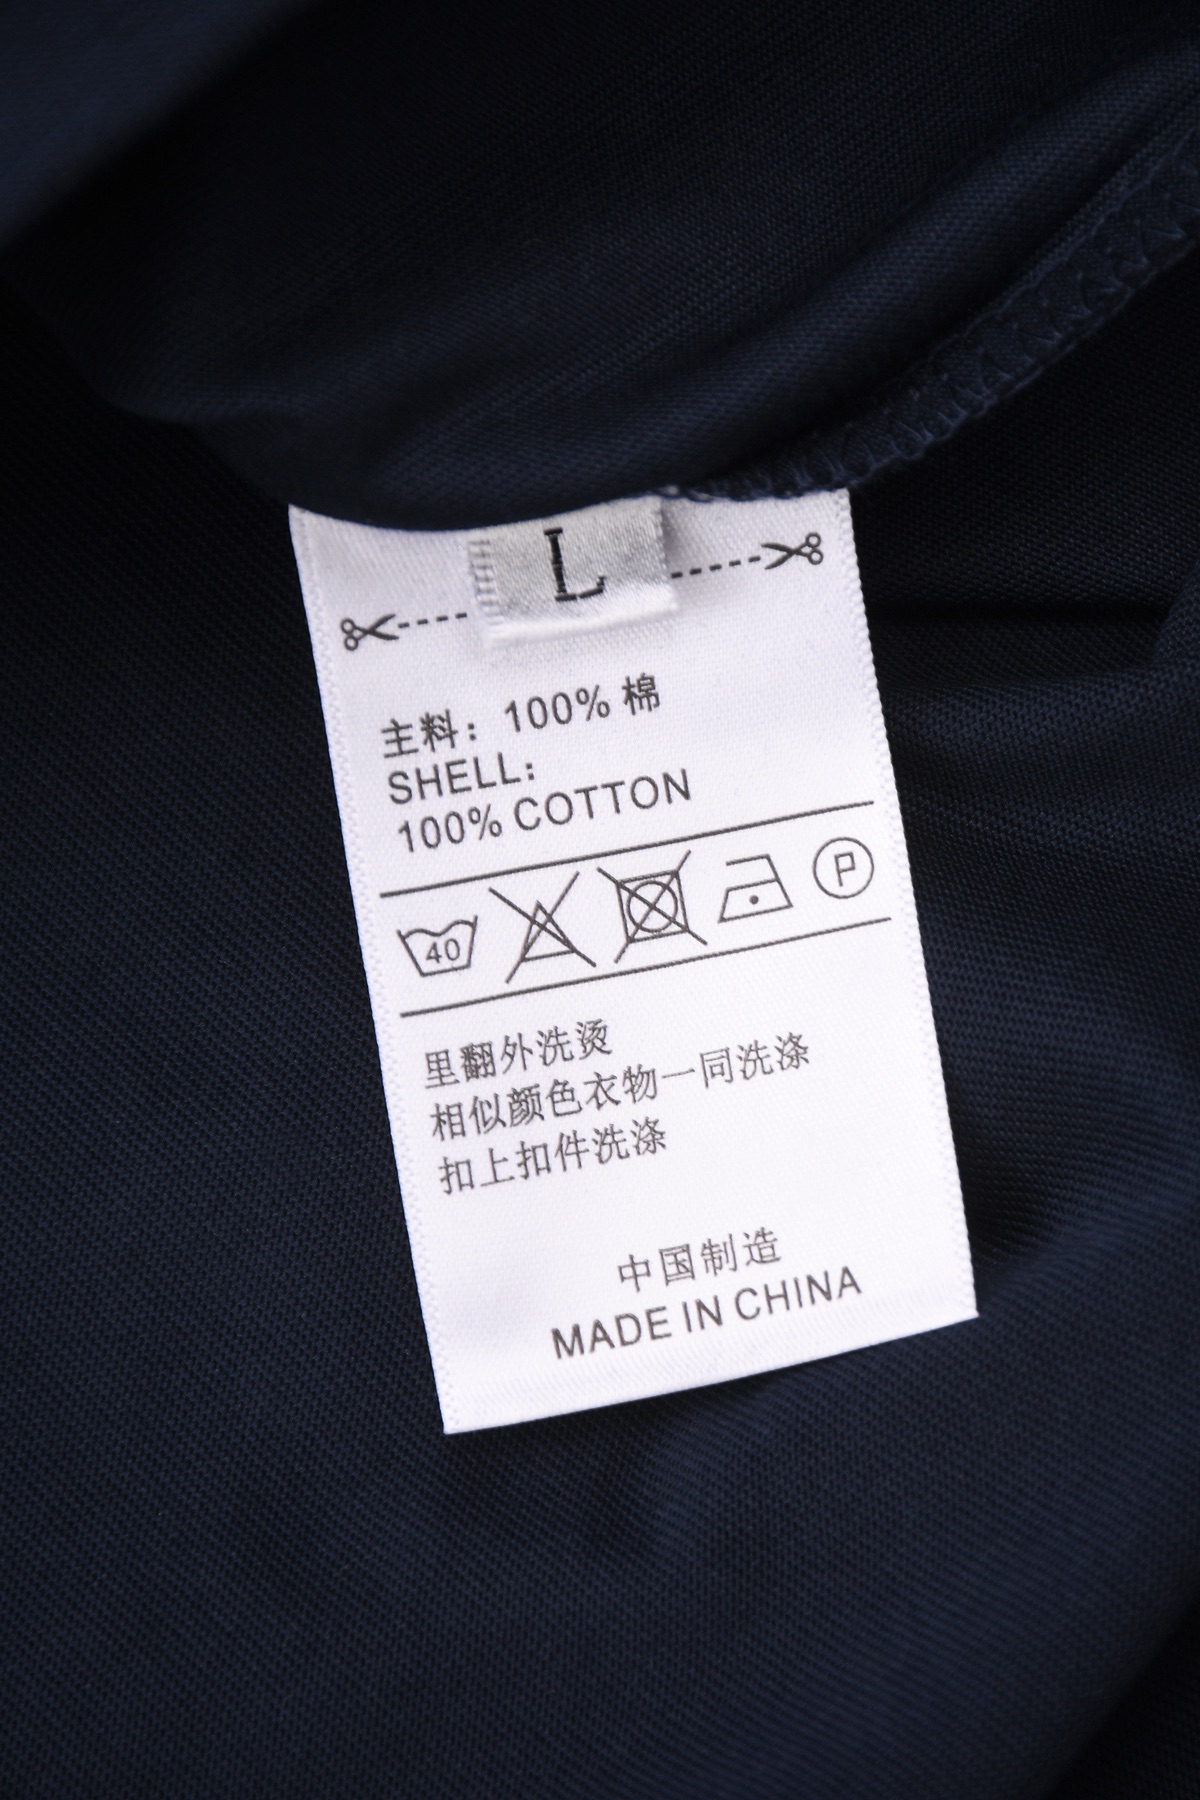 L
主料：100% 棉
SHELL:
100% COTTON
40
P
里翻外洗烫
相似颜色衣物一同洗涤
扣上扣件洗涤
中国制造
MADE IN CHINA